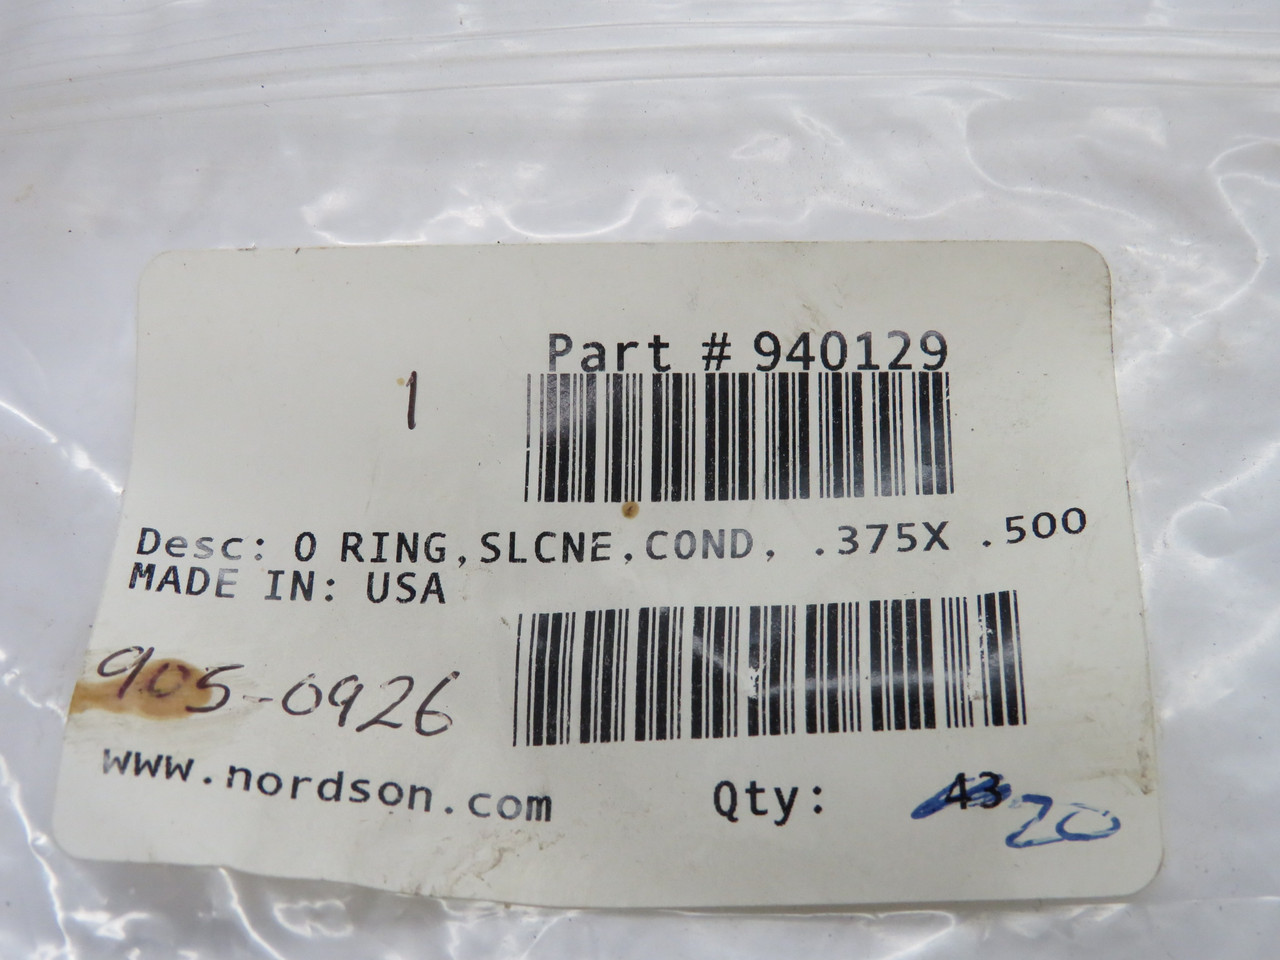 Part # 940129
1
Desc: O RING,SLCNE,COND, .375X .500
MADE IN: USA
905-0926
www.nordson.com
Qty: 43 20